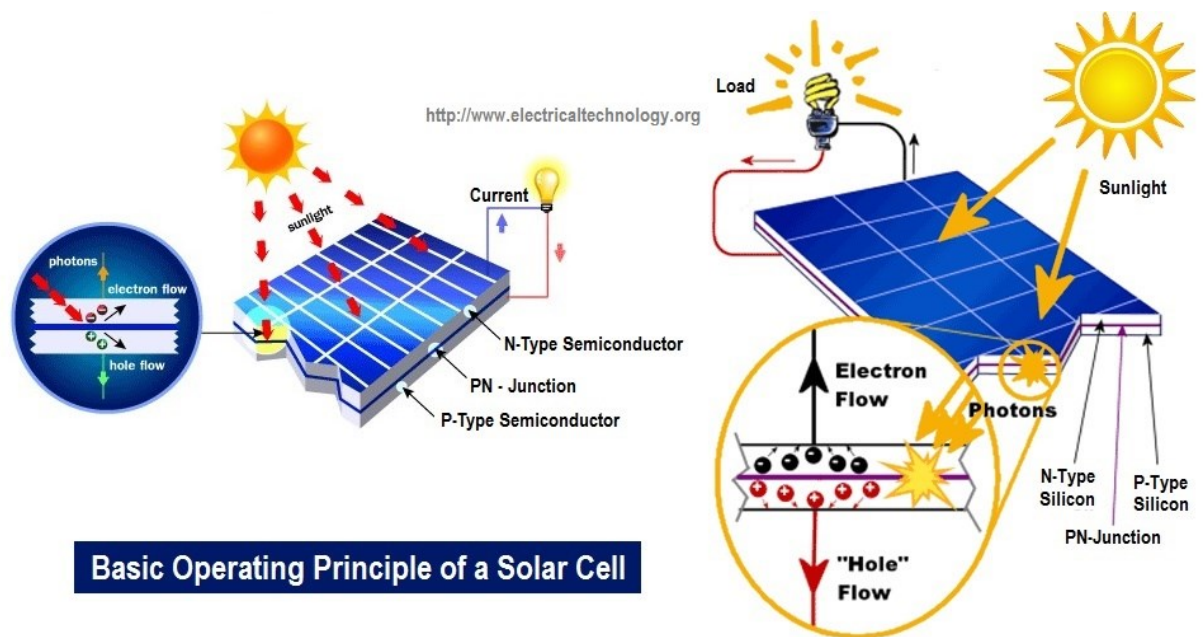 Load
http://www.electricaltechnology.org
Sunlight
Current
sunlight
photons
electron flow
hole flow
N-Type Semiconductor
PN - Junction
P-Type Semiconductor
Electron
Flow
Photons
N-Type
Silicon
P-Type
Silicon
PN-Junction
"Hole"
Flow
Basic Operating Principle of a Solar Cell